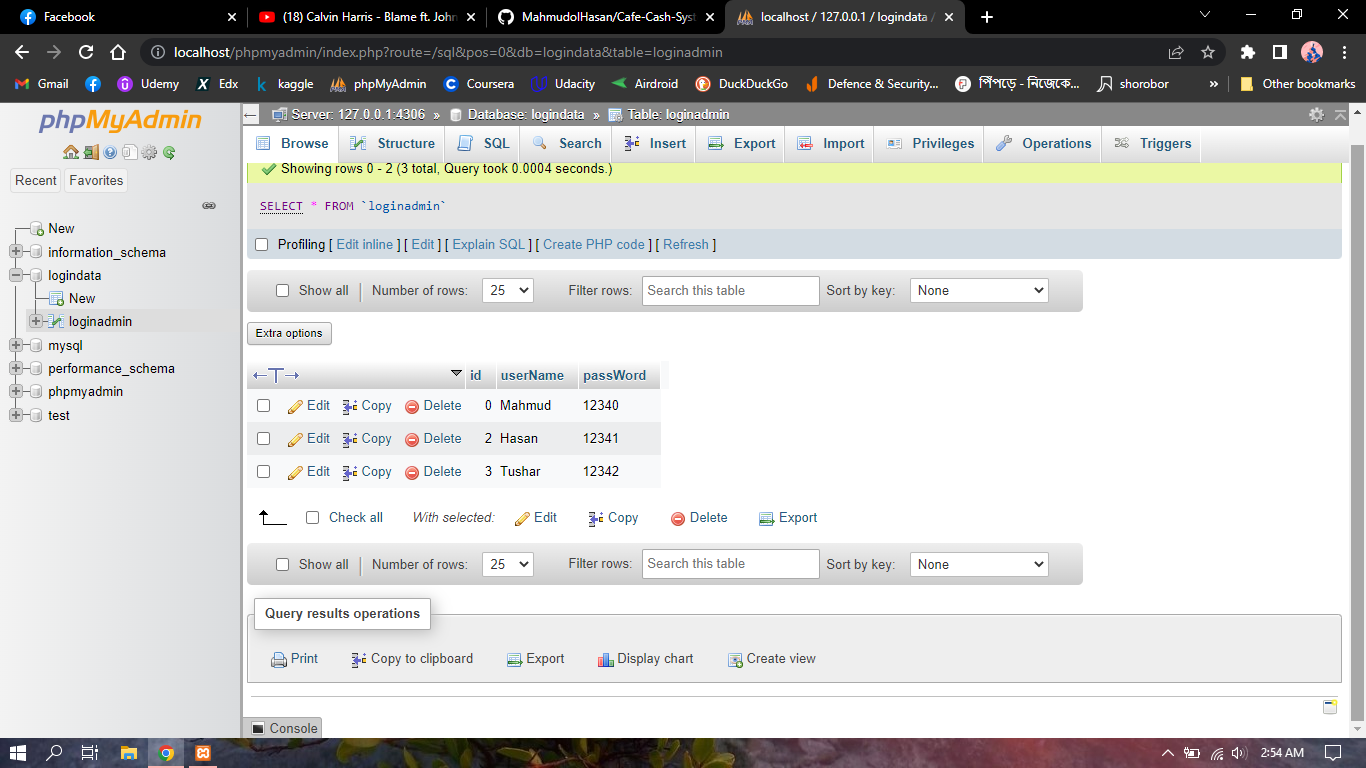 Facebook
(18) Calvin Harris - Blame ft. John
MahmudolHasan/Cafe-Cash-Syst
localhost / 127.0.0.1 / logindata /
localhost/phpmyadmin/index.php?route=/sql&pos=0&db=logindata&table=loginadmin
Gmail Udemy Edx kaggle phpMyAdmin Coursera Udacity Airdroid DuckDuckGo Defence & Security... পিঁপড়ে - নিজেকে... shorobor » Other bookmarks
phpMyAdmin
Recent Favorites
New
information_schema
logindata
New
loginadmin
mysql
performance_schema
phpmyadmin
test
Server: 127.0.0.1:4306 » Database: logindata » Table: loginadmin
Browse Structure SQL Search Insert Export Import Privileges Operations Triggers
Showing rows 0 - 2 (3 total, Query took 0.0004 seconds.)
SELECT * FROM `loginadmin`
Profiling [ Edit inline ] [ Edit ] [ Explain SQL ] [ Create PHP code ] [ Refresh ]
Show all | Number of rows: 25 Filter rows: Search this table Sort by key: None
Extra options
←T→ id userName passWord
Edit Copy Delete 0 Mahmud 12340
Edit Copy Delete 2 Hasan 12341
Edit Copy Delete 3 Tushar 12342
Check all With selected: Edit Copy Delete Export
Show all | Number of rows: 25 Filter rows: Search this table Sort by key: None
Query results operations
Print Copy to clipboard Export Display chart Create view
Console
2:54 AM